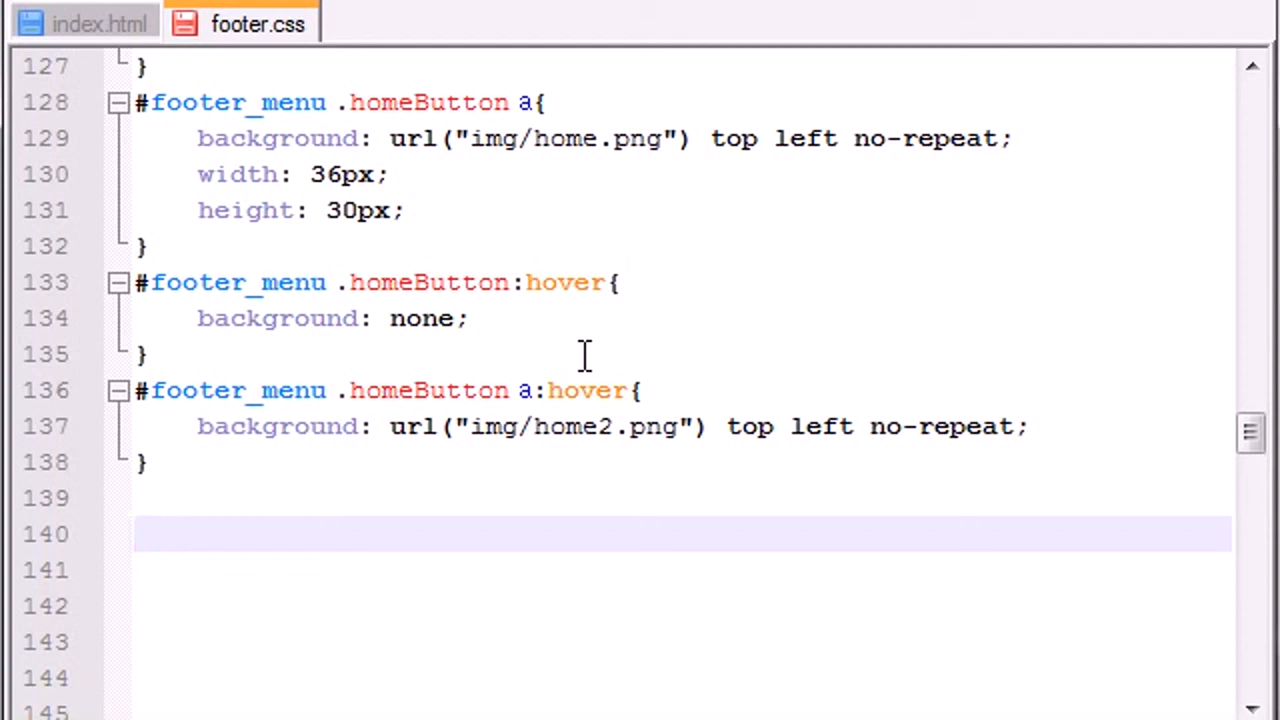 index.html footer.css
127 }
128 #footer_menu .homeButton a{
129 background: url("img/home.png") top left no-repeat;
130 width: 36px;
131 height: 30px;
132 }
133 #footer_menu .homeButton:hover{
134 background: none;
135 }
136 #footer_menu .homeButton a:hover{
137 background: url("img/home2.png") top left no-repeat;
138 }
139
140
141
142
143
144
145